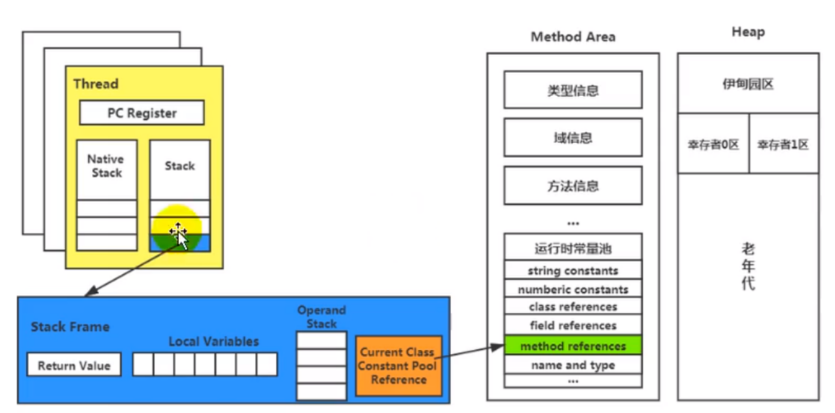 Thread
PC Register
Native
Stack
Stack
Stack Frame
Return Value
Local Variables
Operand
Stack
Current Class
Constant Pool
Reference
Method Area
类型信息
域信息
方法信息
...
运行时常量池
string constants
numberic constants
class references
field references
method references
name and type
...
Heap
伊甸园区
幸存者0区
幸存者1区
老
年
代